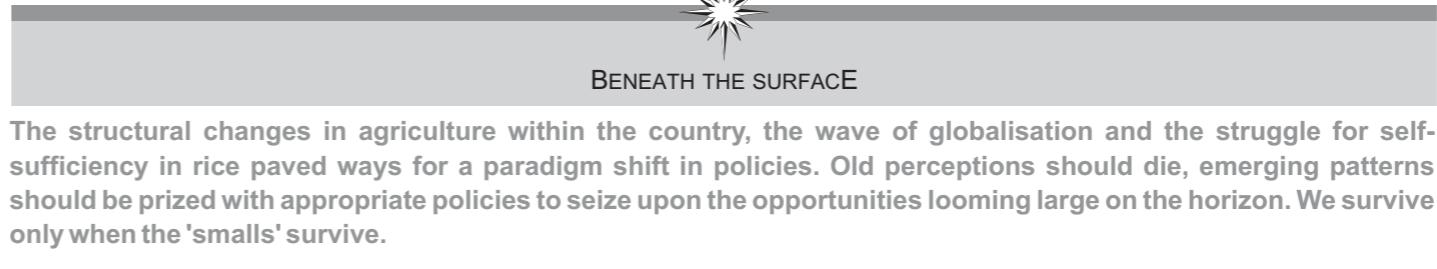 BENEATH THE SURFACE
The structural changes in agriculture within the country, the wave of globalisation and the struggle for self-
sufficiency in rice paved ways for a paradigm shift in policies. Old perceptions should die, emerging patterns
should be prized with appropriate policies to seize upon the opportunities looming large on the horizon. We survive
only when the 'smalls' survive.